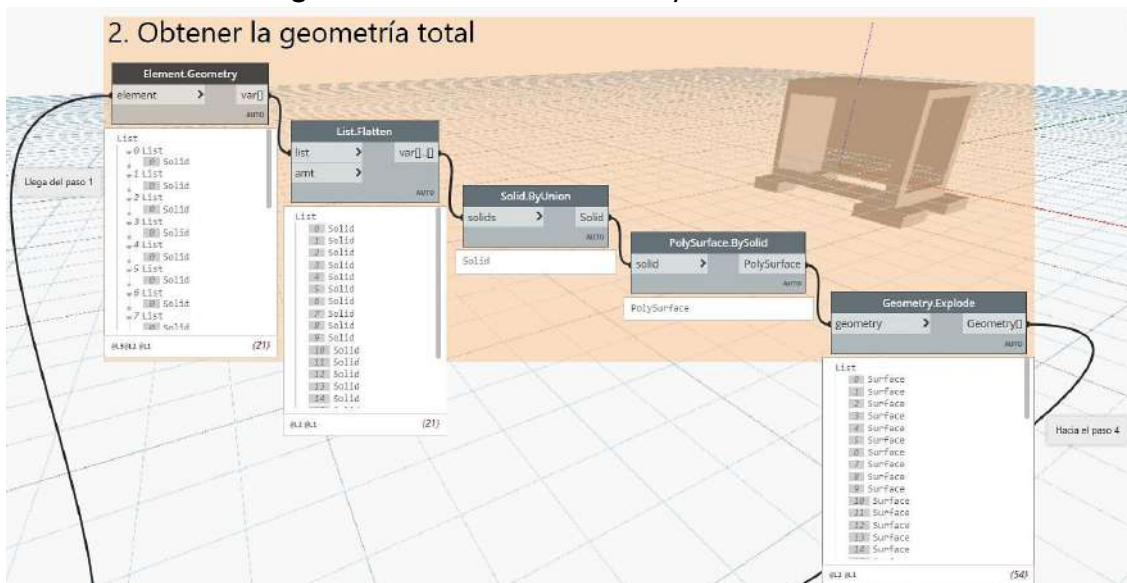 2. Obtener la geometría total
Element.Geometry
element > var[]
AUTO
List
0 List
0 Solid
1 List
0 Solid
2 List
0 Solid
3 List
0 Solid
4 List
0 Solid
5 List
0 Solid
6 List
0 Solid
7 List
0 Solid
@L3 @L2 @L1 {21}
Llega del paso 1
List.Flatten
list > var[]..[]
amt >
AUTO
List
0 Solid
1 Solid
2 Solid
3 Solid
4 Solid
5 Solid
6 Solid
7 Solid
8 Solid
9 Solid
10 Solid
11 Solid
12 Solid
13 Solid
14 Solid
@L2 @L1 {21}
Solid.ByUnion
solids > Solid
AUTO
Solid
PolySurface.BySolid
solid > PolySurface
AUTO
PolySurface
Geometry.Explode
geometry > Geometry[]
AUTO
List
0 Surface
1 Surface
2 Surface
3 Surface
4 Surface
5 Surface
6 Surface
7 Surface
8 Surface
9 Surface
10 Surface
11 Surface
12 Surface
13 Surface
14 Surface
@L2 @L1 {54}
Hacia el paso 4